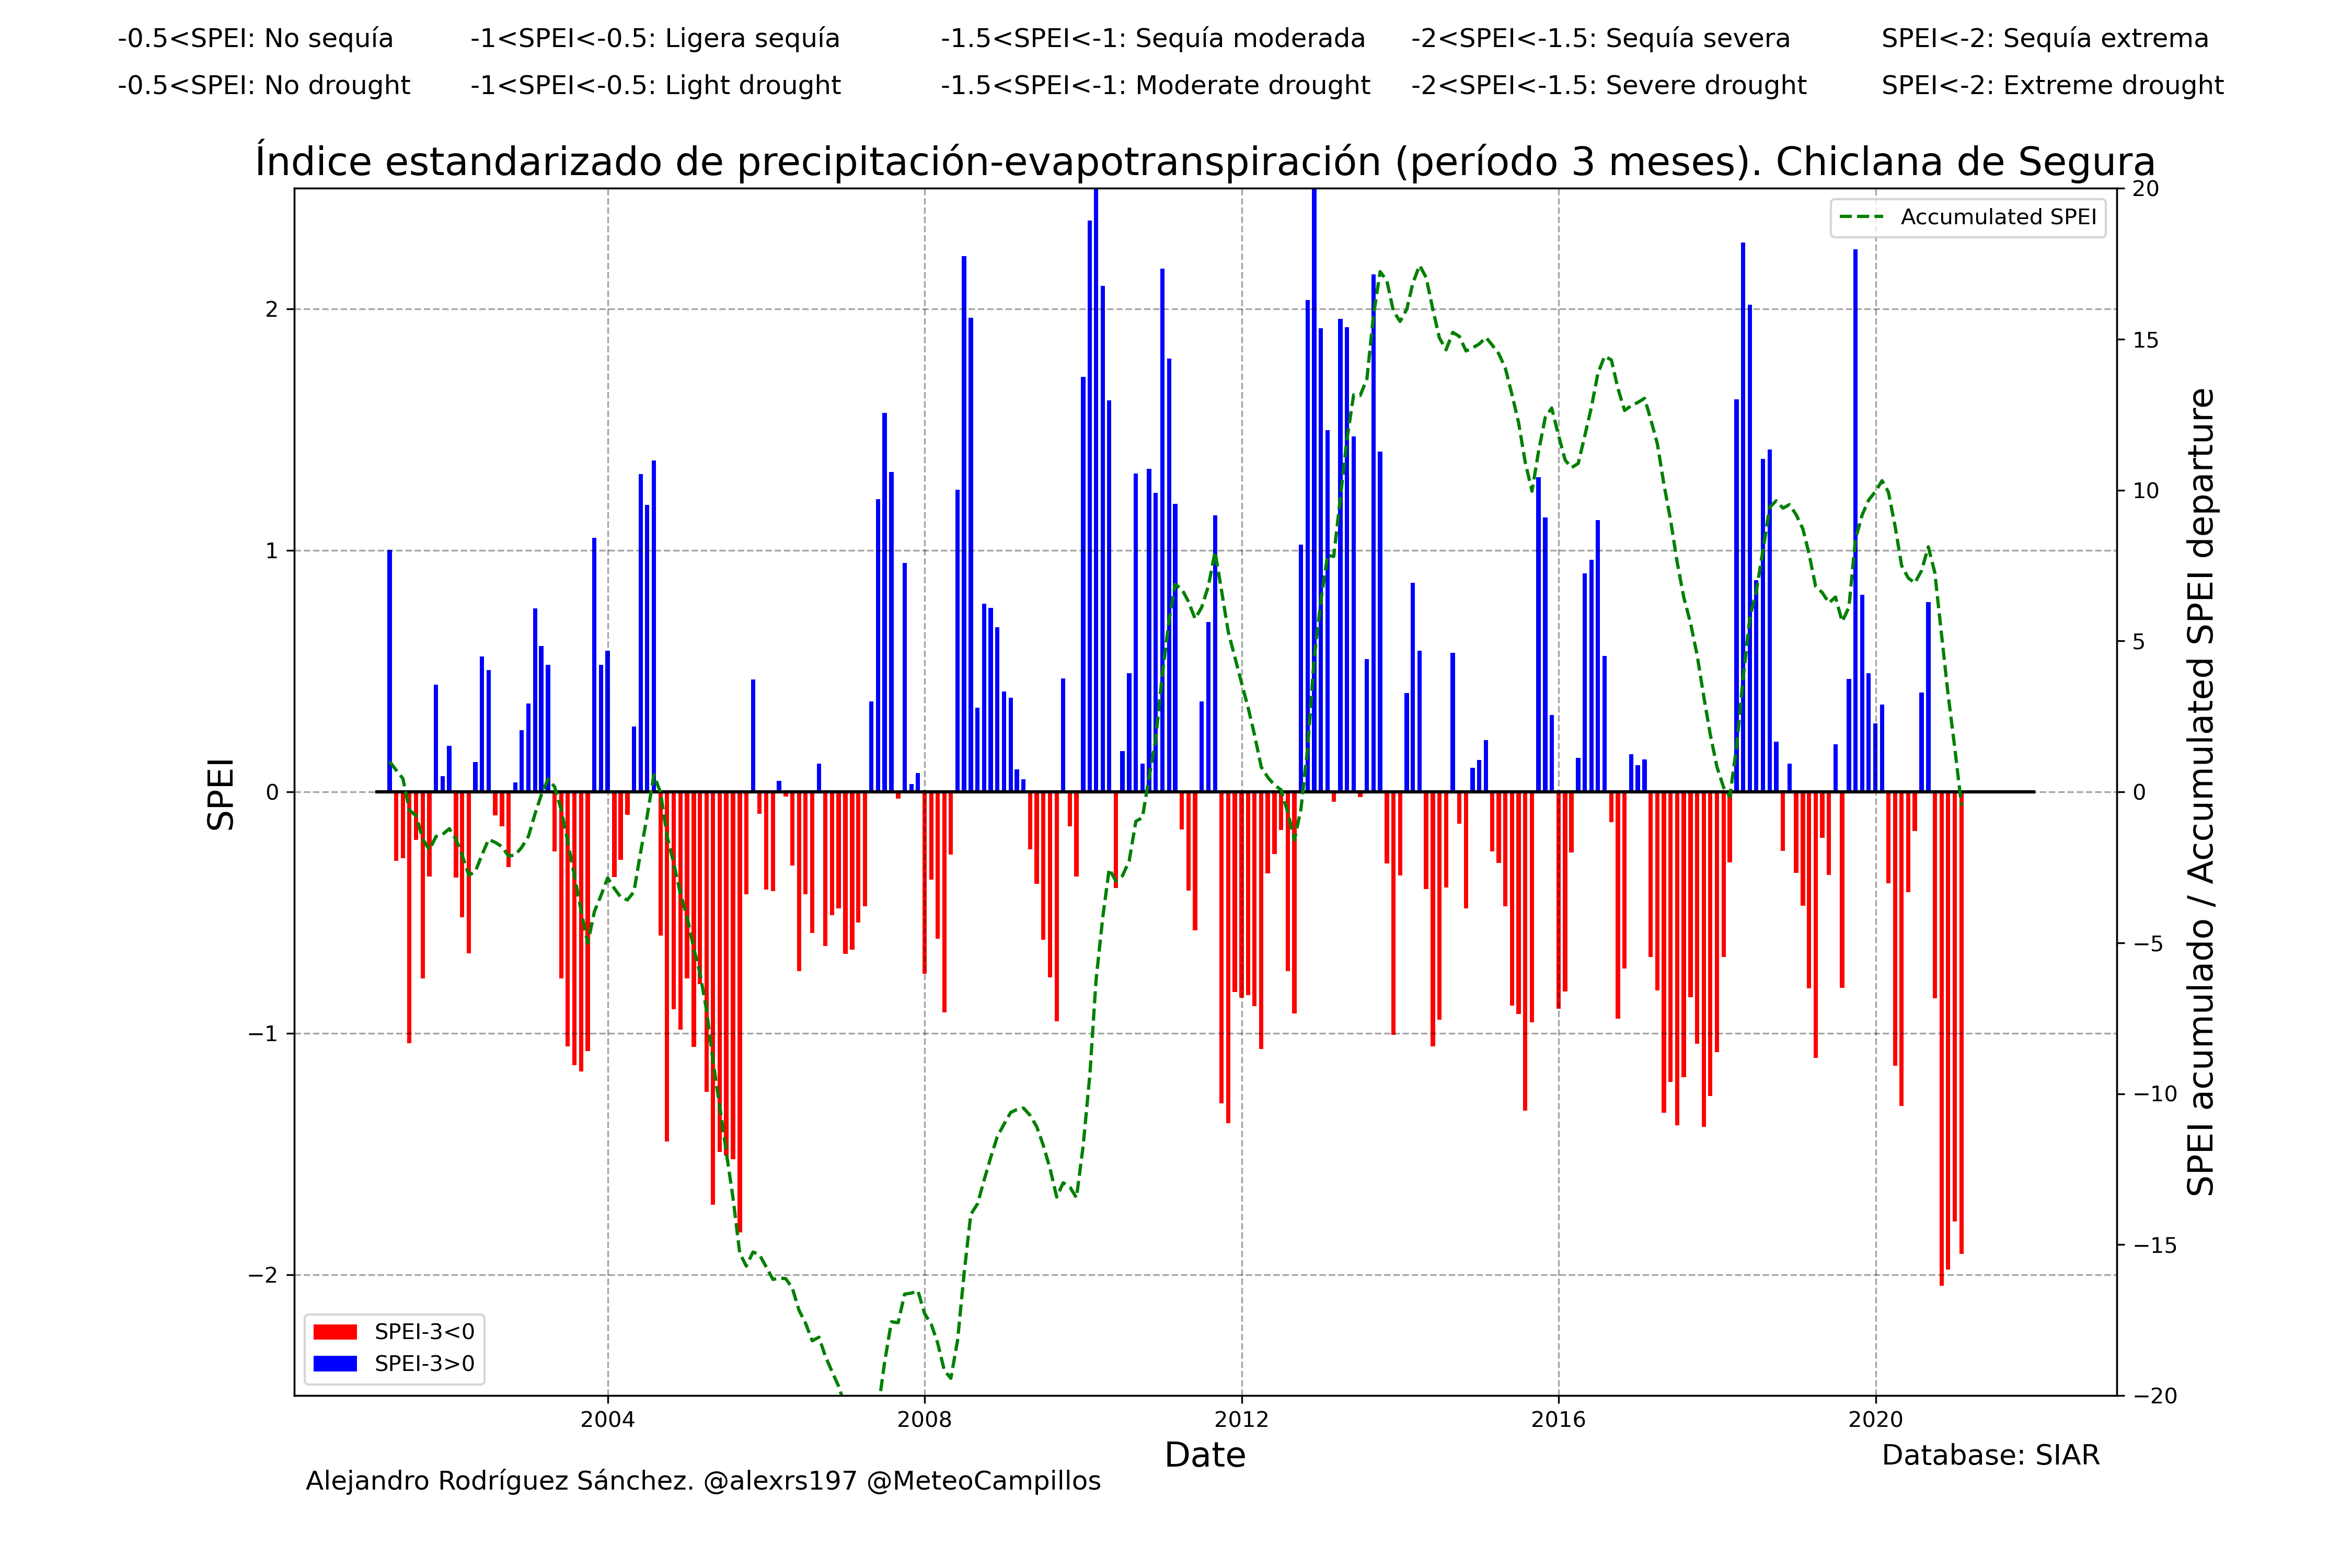 -0.5<SPEI: No sequía -1<SPEI<-0.5: Ligera sequía -1.5<SPEI<-1: Sequía moderada -2<SPEI<-1.5: Sequía severa SPEI<-2: Sequía extrema
-0.5<SPEI: No drought -1<SPEI<-0.5: Light drought -1.5<SPEI<-1: Moderate drought -2<SPEI<-1.5: Severe drought SPEI<-2: Extreme drought
Índice estandarizado de precipitación-evapotranspiración (período 3 meses). Chiclana de Segura
Accumulated SPEI
SPEI
2
1
0
−1
−2
20
15
10
5
0
−5
−10
−15
−20
SPEI acumulado / Accumulated SPEI departure
SPEI-3<0
SPEI-3>0
2004 2008 2012 2016 2020
Date
Database: SIAR
Alejandro Rodríguez Sánchez. @alexrs197 @MeteoCampillos